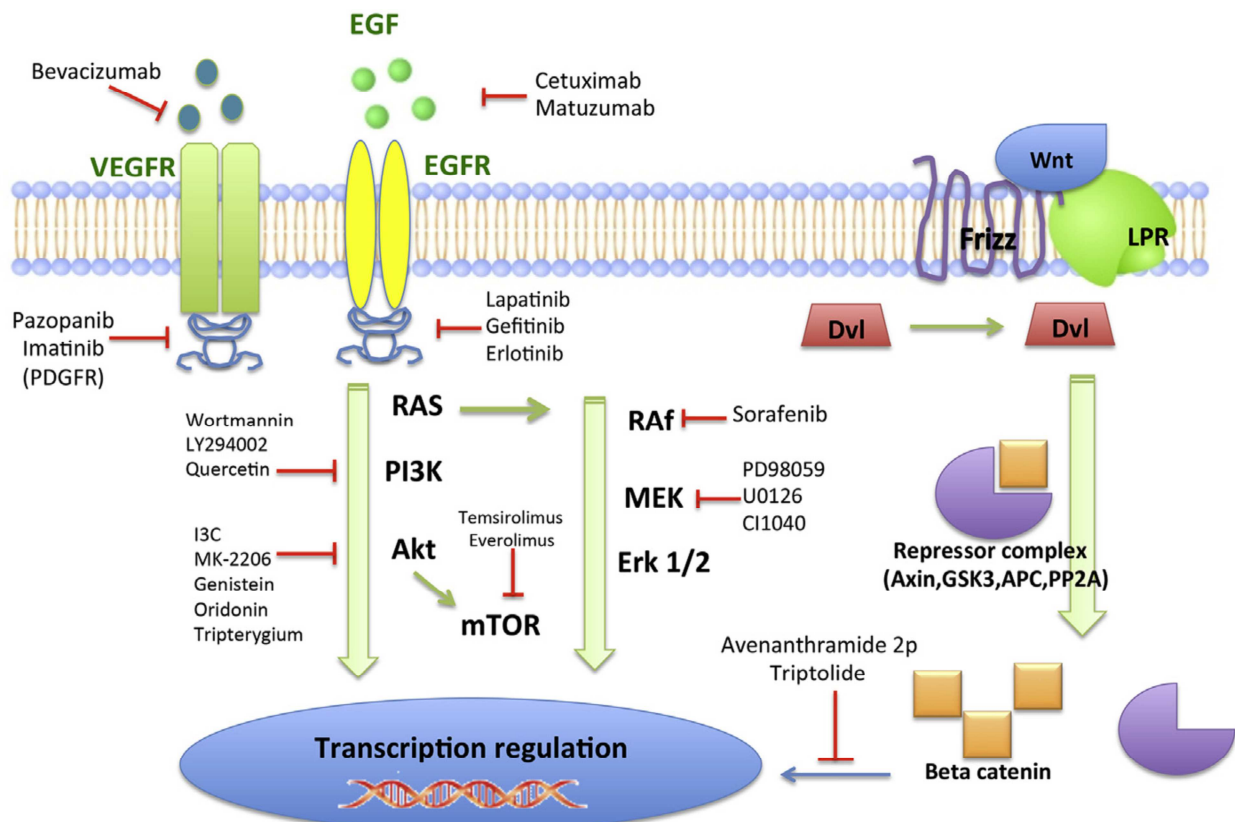 EGF
Bevacizumab
Cetuximab
Matuzumab
VEGFR
EGFR
Wnt
Frizz
LPR
Pazopanib
Imatinib
(PDGFR)
Lapatinib
Gefitinib
Erlotinib
Dvl
Dvl
Wortmannin
LY294002
Quercetin
RAS
PI3K
RAf
Sorafenib
MEK
PD98059
U0126
CI1040
I3C
MK-2206
Genistein
Oridonin
Tripterygium
Akt
Temsirolimus
Everolimus
mTOR
Erk 1/2
Repressor complex
(Axin,GSK3,APC,PP2A)
Avenanthramide 2p
Triptolide
Beta catenin
Transcription regulation